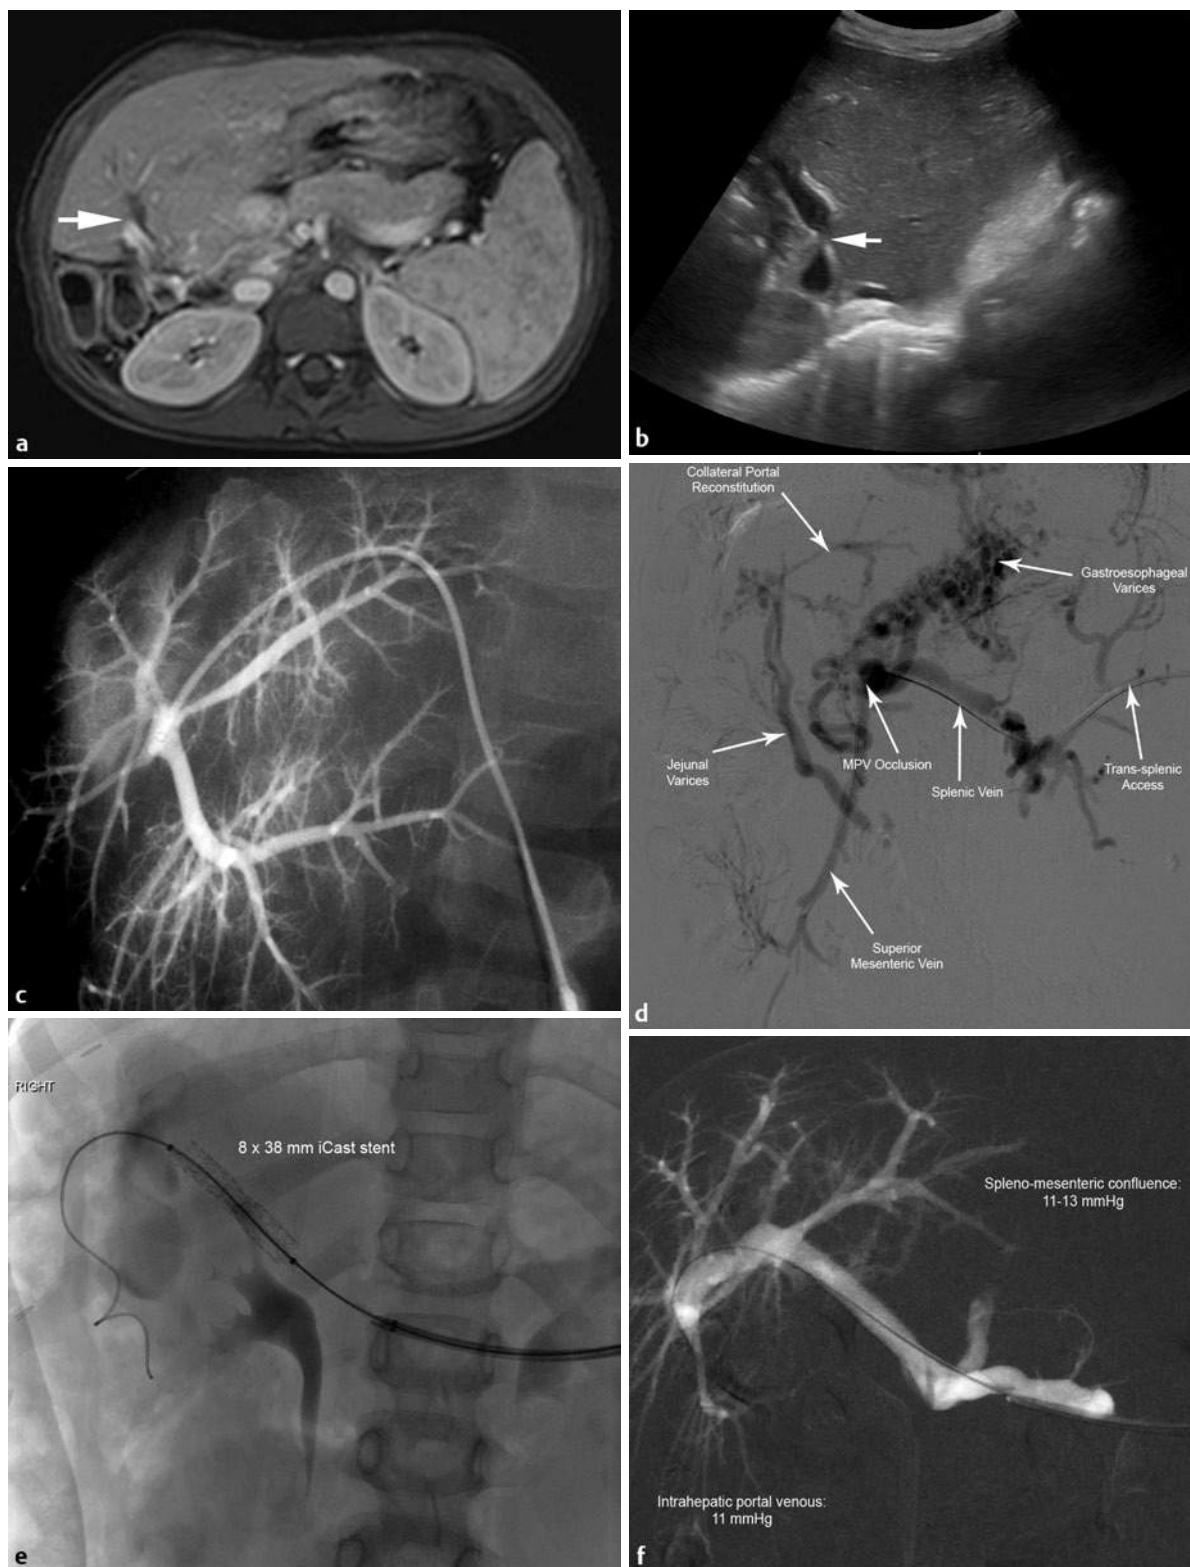 a
b
Collateral Portal
Reconstitution
Gastroesophageal
Varices
Jejunal
Varices
MPV Occlusion
Splenic Vein
Trans-splenic
Access
Superior
Mesenteric Vein
c
d
RIGHT
8 x 38 mm iCast stent
e
Spleno-mesenteric confluence:
11-13 mmHg
Intrahepatic portal venous:
11 mmHg
f